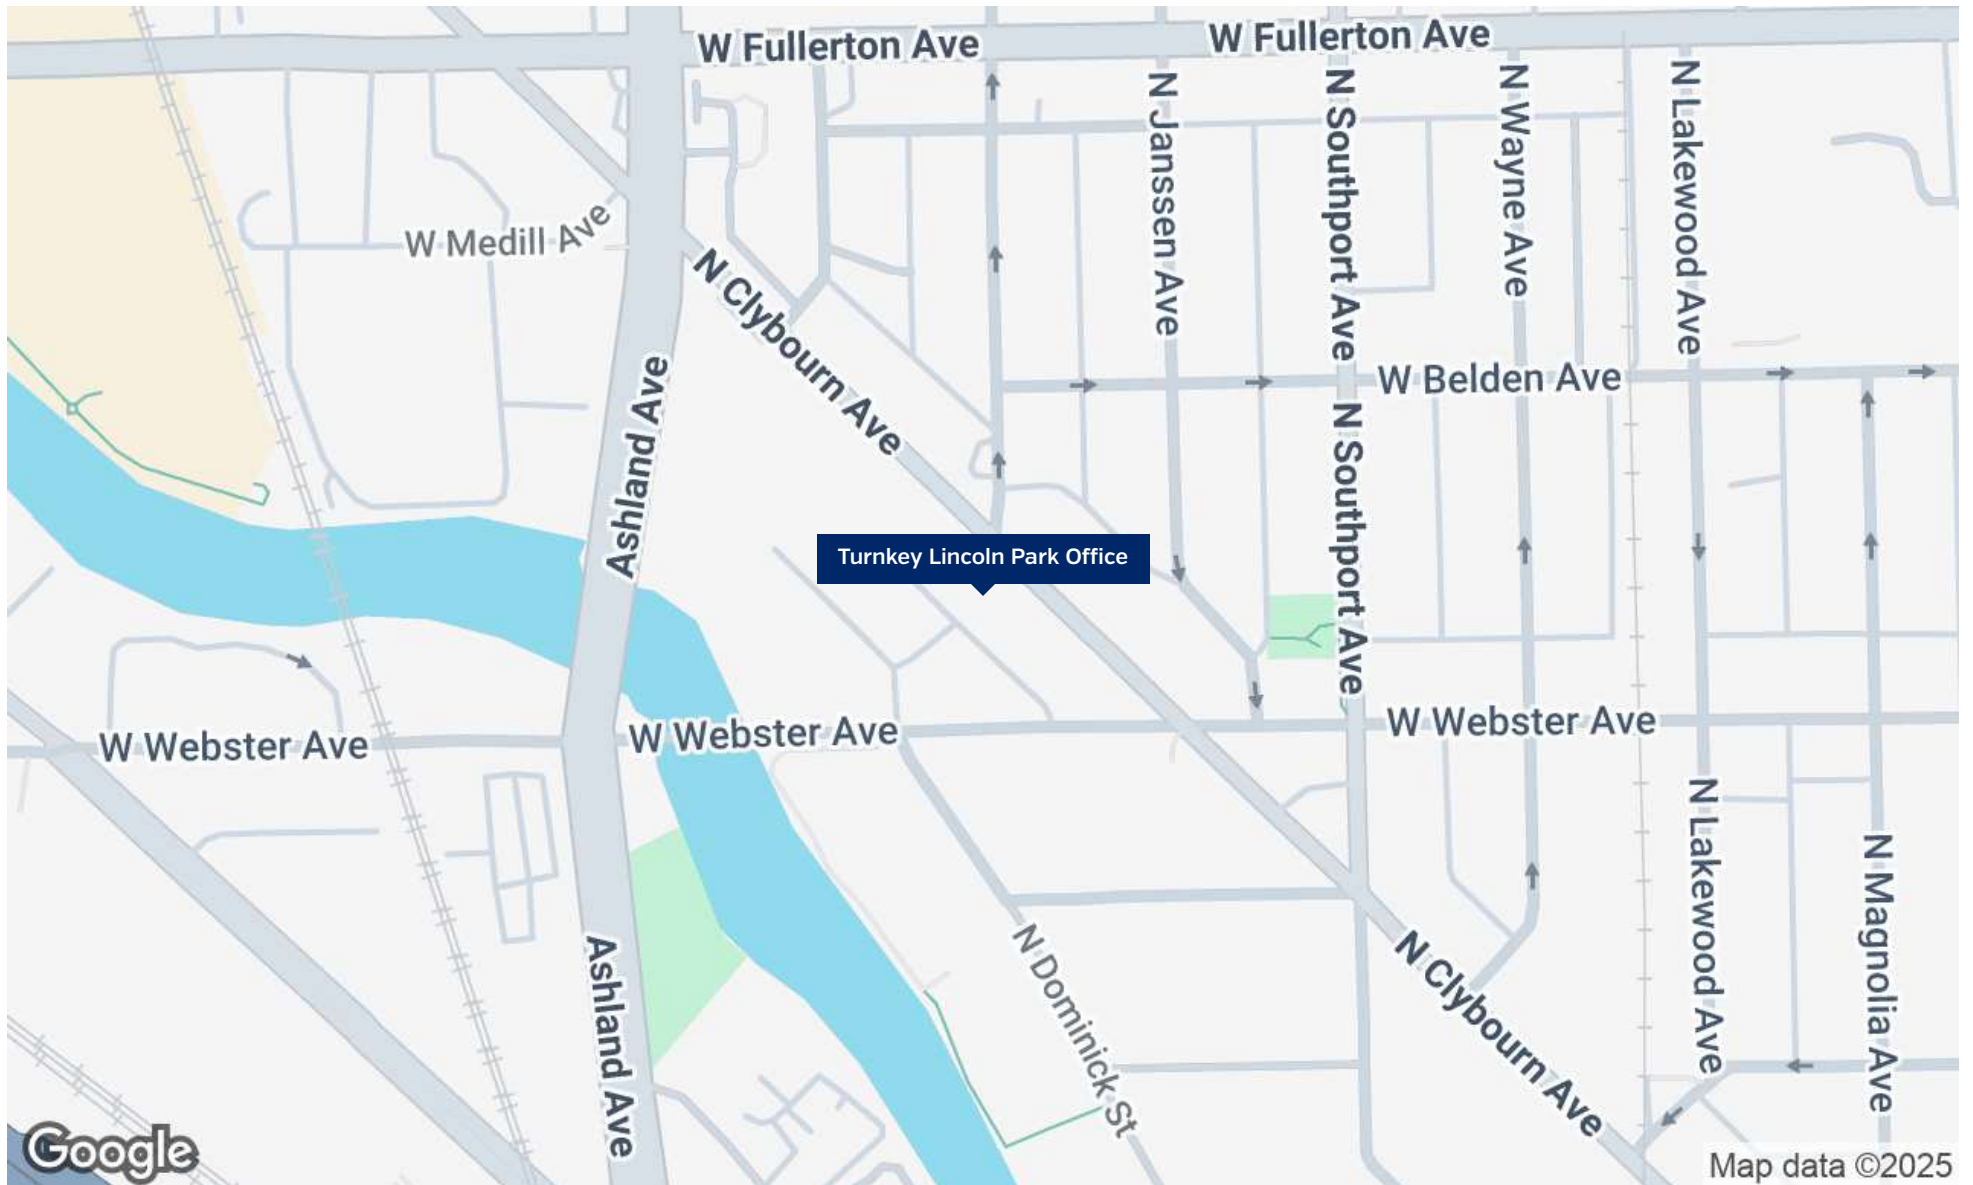 W Fullerton Ave
W Fullerton Ave
N Janssen Ave
N Southport Ave
N Wayne Ave
N Lakewood Ave
W Medill Ave
N Clybourn Ave
Ashland Ave
W Belden Ave
N Southport Ave
Turnkey Lincoln Park Office
W Webster Ave
W Webster Ave
W Webster Ave
N Lakewood Ave
N Magnolia Ave
Ashland Ave
N Dominick St
N Clybourn Ave
Google
Map data ©2025